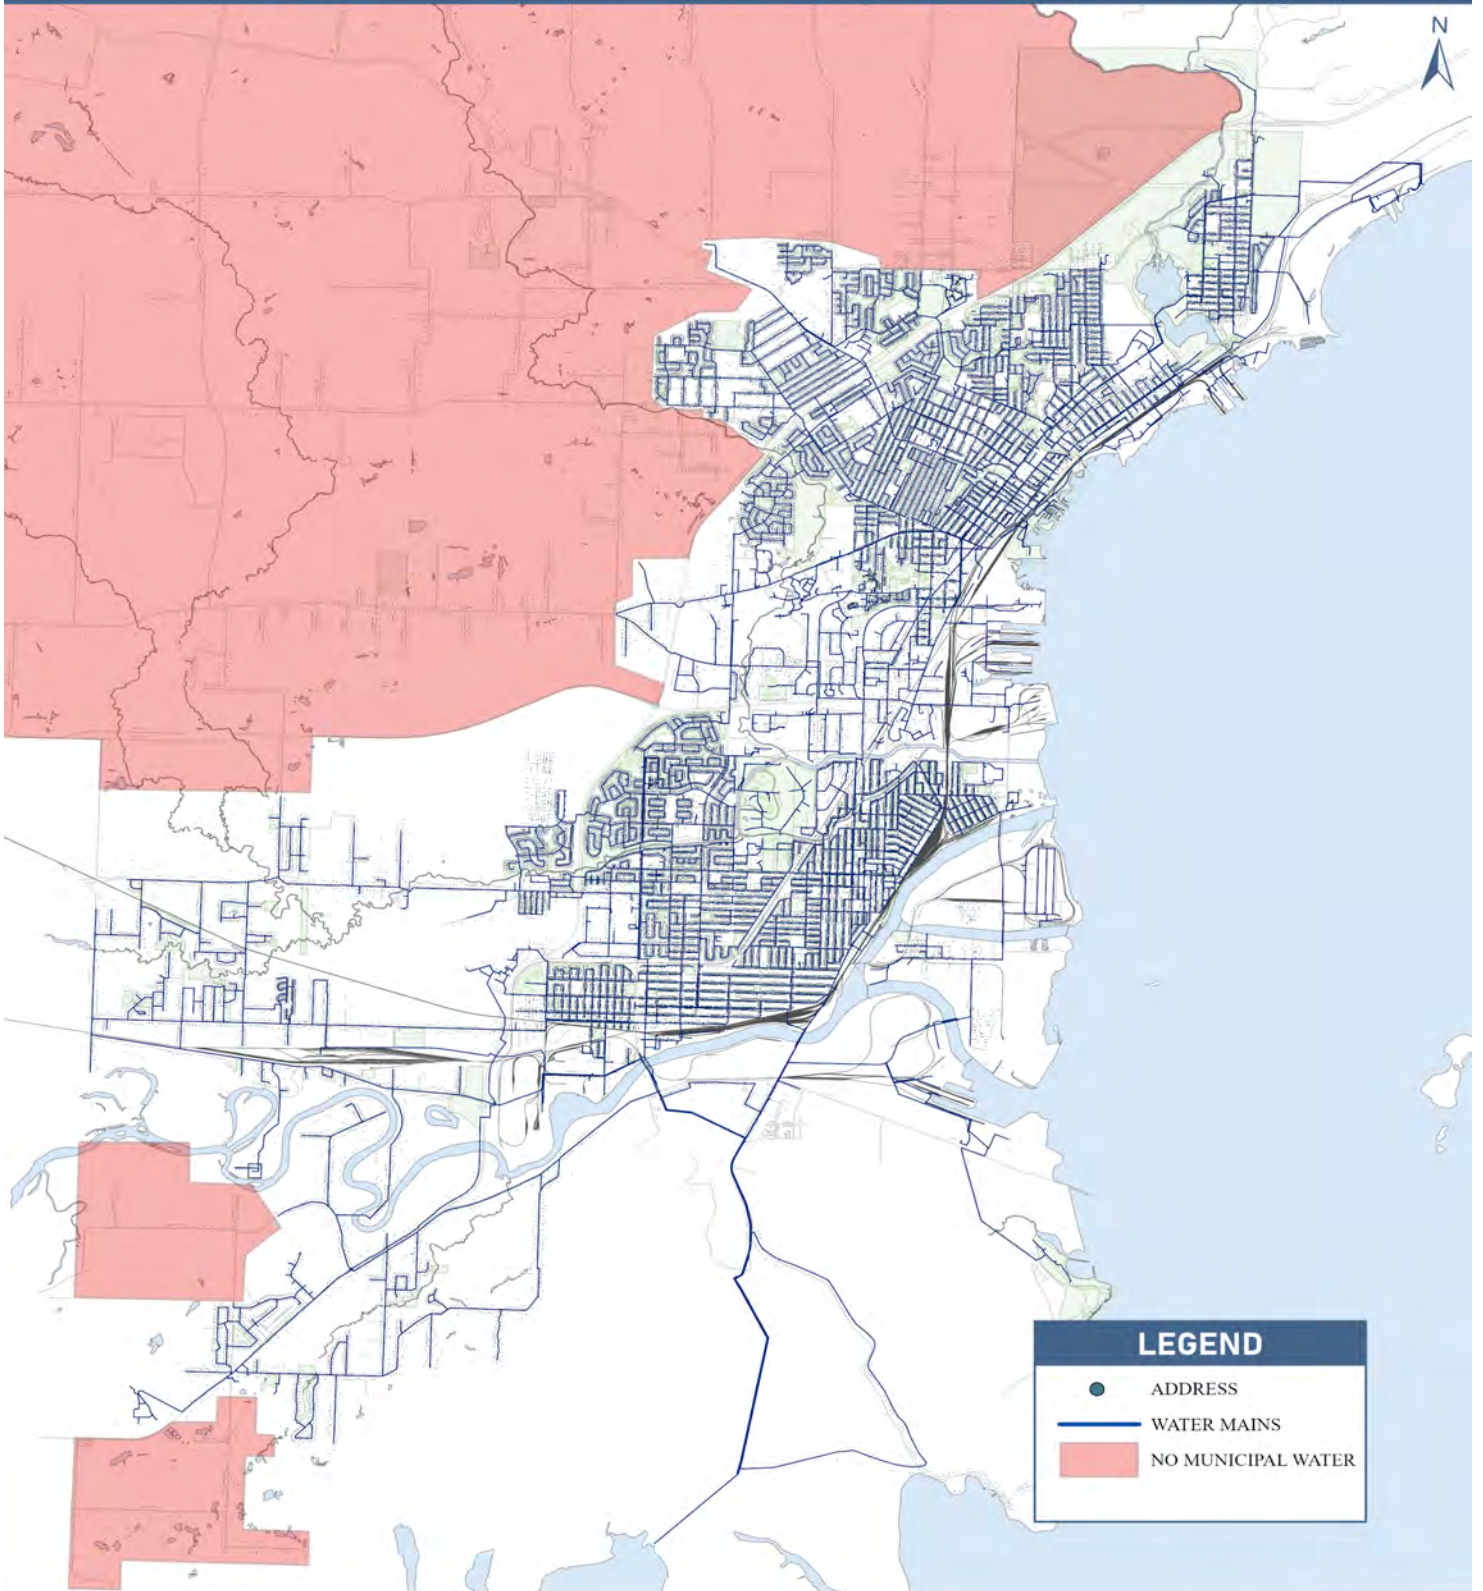 N
LEGEND
ADDRESS
WATER MAINS
NO MUNICIPAL WATER